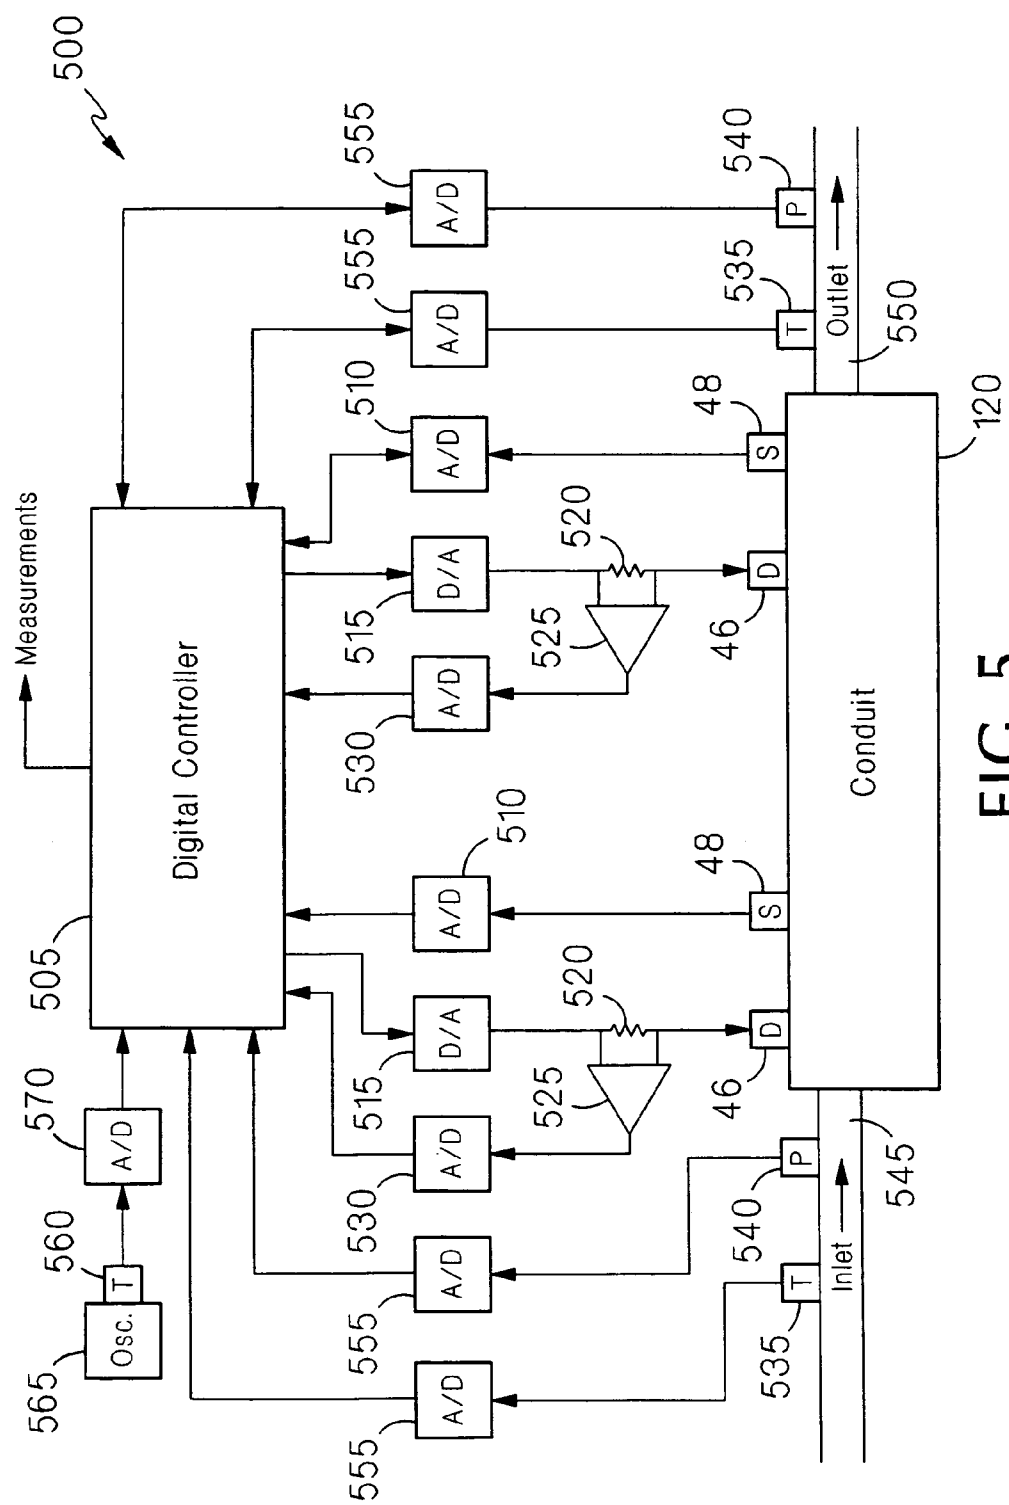 Measurements
500
565
560
570
505
Osc.
T
A/D
Digital Controller
555
555
530
515
530
515
510
555
555
A/D
A/D
A/D
D/A
A/D
A/D
D/A
A/D
A/D
A/D
510
525
520
525
520
535
540
46
48
46
48
535
540
T
P
D
S
D
S
T
P
Inlet
Outlet
545
Conduit
550
120
FIG. 5